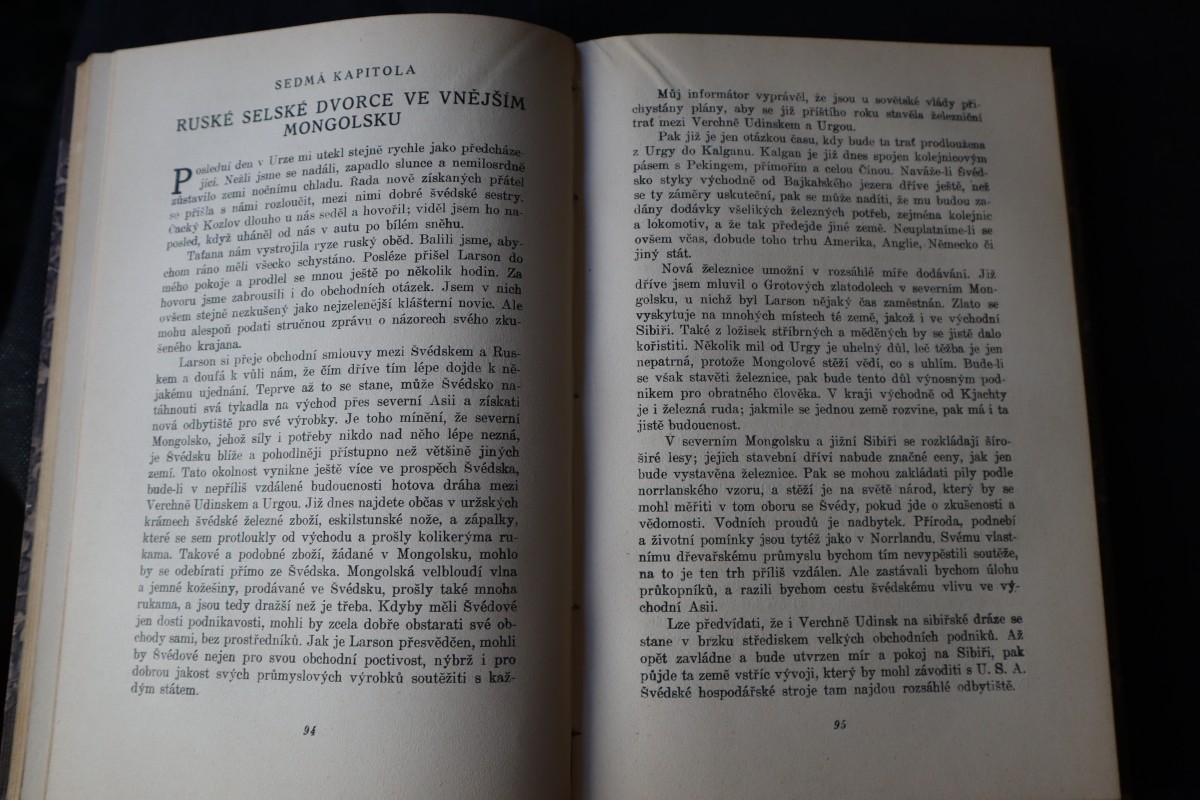 SEDMÁ KAPITOLA
RUSKÉ SELSKÉ DVORCE VE VNĚJŠÍM
MONGOLSKU
Poslední den v Urze mi utekl stejně rychle jako předcháze-
jící. Nežli jsme se nadáli, zapadlo slunce a nemilosrdně
zůstavilo zemi nočnímu chladu. Řada nově získaných přátel
se přišla s námi rozloučit, mezi nimi dobré švédské sestry.
Čacký Kozlov dlouho u nás seděl a hovořil; viděl jsem ho na-
posled, když uháněl od nás v autu po bílém sněhu.
Taťana nám vystrojila ryze ruský oběd. Balili jsme, aby-
chom ráno měli všecko schystáno. Posléze přišel Larson do
mého pokoje a prodlel se mnou ještě po několik hodin. Za
hovoru jsme zabrousili i do obchodních otázek. Jsem v nich
ovšem stejně nezkušený jako nejzelenější klášterní novic. Ale
mohu alespoň podati stručnou zprávu o názorech svého zku-
šeného krajana.
Larson si přeje obchodní smlouvy mezi Švédskem a Rus-
kem a doufá k vůli nám, že čím dříve tím lépe dojde k ně-
jakému ujednání. Teprve až to se stane, může Švédsko na-
táhnouti svá tykadla na východ přes severní Asii a získati
nová odbytiště pro své výrobky. Je toho mínění, že severní
Mongolsko, jehož síly i potřeby nikdo nad něho lépe nezná,
je Švédsku blíže a pohodlněji přístupno než většině jiných
zemí. Tato okolnost vynikne ještě více ve prospěch Švédska,
bude-li v nepříliš vzdálené budoucnosti hotova dráha mezi
Verchně Udinskem a Urgou. Již dnes najdete občas v uržských
krámech švédské železné zboží, eskilstunské nože, a zápalky,
které se sem protloukly od východu a prošly kolikerýma ru-
kama. Takové a podobné zboží, žádané v Mongolsku, mohlo
by se odebírati přímo ze Švédska. Mongolská velbloudí vlna
a jemné kožešiny, prodávané ve Švédsku, prošly také mnoha
rukama, a jsou tedy dražší než je třeba. Kdyby měli Švédové
jen dosti podnikavosti, mohli by zcela dobře obstarati své ob-
chody sami, bez prostředníků. Jak je Larson přesvědčen, mohli
by Švédové nejen pro svou obchodní poctivost, nýbrž i pro
dobrou jakost svých průmyslových výrobků soutěžiti s kaž-
dým státem.
94
Můj informátor vyprávěl, že jsou u sovětské vlády při-
chystány plány, aby se již příštího roku stavěla železniční
trať mezi Verchně Udinskem a Urgou.
Pak již je jen otázkou času, kdy bude ta trať prodloužena
z Urgy do Kalganu. Kalgan je již dnes spojen kolejnicovým
pásem s Pekingem, přímořím a celou Čínou. Naváže-li Švéd-
sko styky východně od Bajkalského jezera dříve ještě, než
se ty záměry uskuteční, pak se může nadíti, že mu budou za-
dány dodávky všelikých železných potřeb, zejména kolejnic
a lokomotiv, a že tak předejde jiné země. Neuplatníme-li se
ovšem včas, dobude toho trhu Amerika, Anglie, Německo či
jiný stát.
Nová železnice umožní v rozsáhlé míře dodávání. Již
dříve jsem mluvil o Grotových zlatodolech v severním Mon-
golsku, u nichž byl Larson nějaký čas zaměstnán. Zlato se
vyskytuje na mnohých místech té země, jakož i ve východní
Sibiři. Také z ložisek stříbrných a měděných by se jistě dalo
kořistiti. Několik mil od Urgy je uhelný důl, leč těžba je jen
nepatrná, protože Mongolové stěží vědí, co s uhlím. Bude-li
se však stavěti železnice, pak bude tento důl výnosným pod-
nikem pro obratného člověka. V kraji východně od Kjachty
je i železná ruda; jakmile se jednou země rozvine, pak má i ta
jistě budoucnost.
V severním Mongolsku a jižní Sibiři se rozkládají širo-
širé lesy; jejich stavební dříví nabude značné ceny, jak jen
bude vystavěna železnice. Pak se mohou zakládati pily podle
norrlanského vzoru, a stěží je na světě národ, který by se
mohl měřiti v tom oboru se Švédy, pokud jde o zkušenosti a
vědomosti. Vodních proudů je nadbytek. Příroda, podnebí
a životní pomínky jsou tytéž jako v Norrlandu. Svému vlast-
nímu dřevařskému průmyslu bychom tím nevypěstili soutěže,
na to je ten trh příliš vzdálen. Ale zastávali bychom úlohu
průkopníků, a razili bychom cestu švédskému vlivu ve vý-
chodní Asii.
Lze předvídati, že i Verchně Udinsk na sibiřské dráze se
stane v brzku střediskem velkých obchodních podniků. Až
opět zavládne a bude utvrzen mír a pokoj na Sibiři, pak
půjde ta země vstříc vývoji, který by mohl závoditi s U. S. A.
Švédské hospodářské stroje tam najdou rozsáhlé odbytiště.
95